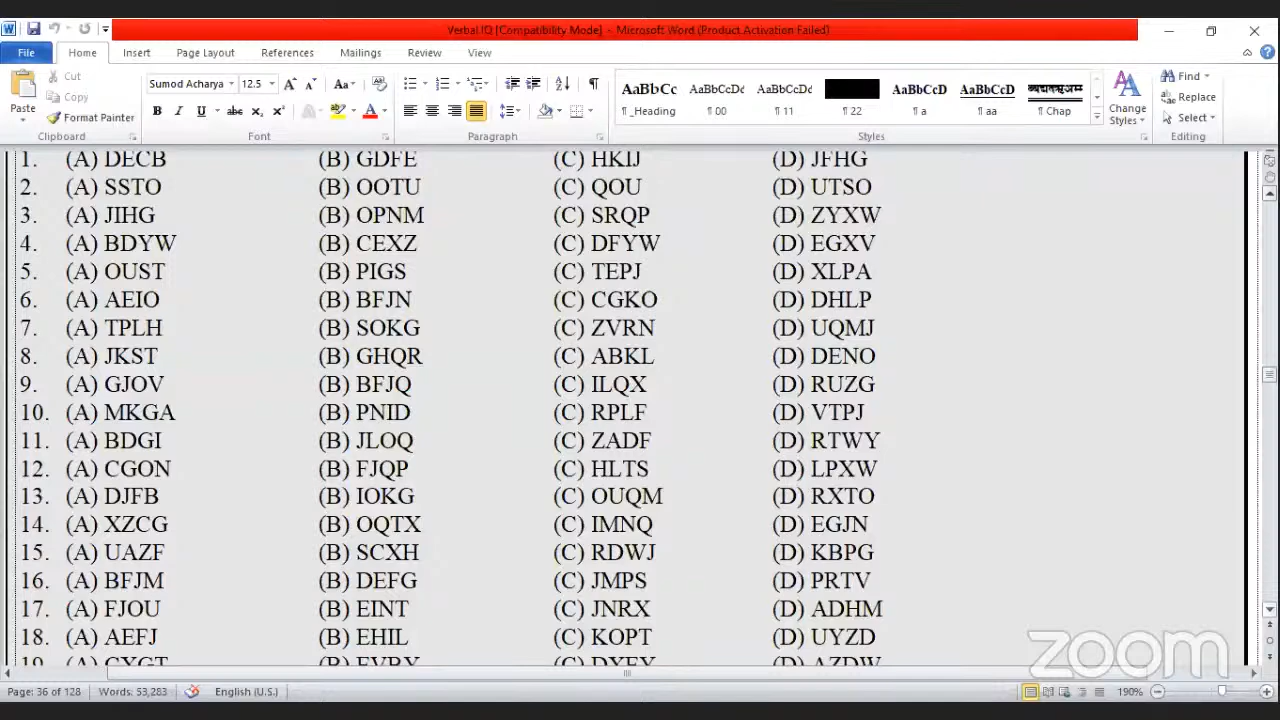 Verbal IQ [Compatibility Mode] - Microsoft Word (Product Activation Failed)
File Home Insert Page Layout References Mailings Review View
Paste
Cut
Copy
Format Painter
Clipboard
Sumod Acharya 12.5
Font
Paragraph
AaBbCc AaBbCcDc AaBbCcDc AaBbCcD AaBbCcD
¶ _Heading ¶ 00 ¶ 11 ¶ 22 ¶ a ¶ aa ¶ Chap
Change Styles
Styles
Find
Replace
Select
Editing
1. (A) DECB (B) GDFE (C) HKIJ (D) JFHG
2. (A) SSTO (B) OOTU (C) QOU (D) UTSO
3. (A) JIHG (B) OPNM (C) SRQP (D) ZYXW
4. (A) BDYW (B) CEXZ (C) DFYW (D) EGXV
5. (A) OUST (B) PIGS (C) TEPJ (D) XLPA
6. (A) AEIO (B) BFJN (C) CGKO (D) DHLP
7. (A) TPLH (B) SOKG (C) ZVRN (D) UQMJ
8. (A) JKST (B) GHQR (C) ABKL (D) DENO
9. (A) GJOV (B) BFJQ (C) ILQX (D) RUZG
10. (A) MKGA (B) PNID (C) RPLF (D) VTPJ
11. (A) BDGI (B) JLOQ (C) ZADF (D) RTWY
12. (A) CGON (B) FJQP (C) HLTS (D) LPXW
13. (A) DJFB (B) IOKG (C) OUQM (D) RXTO
14. (A) XZCG (B) OQTX (C) IMNQ (D) EGJN
15. (A) UAZF (B) SCXH (C) RDWJ (D) KBPG
16. (A) BFJM (B) DEFG (C) JMPS (D) PRTV
17. (A) FJOU (B) EINT (C) JNRX (D) ADHM
18. (A) AEFJ (B) EHIL (C) KOPT (D) UYZD
zoom
Page: 36 of 128 Words: 53,283 English (U.S.) 190%